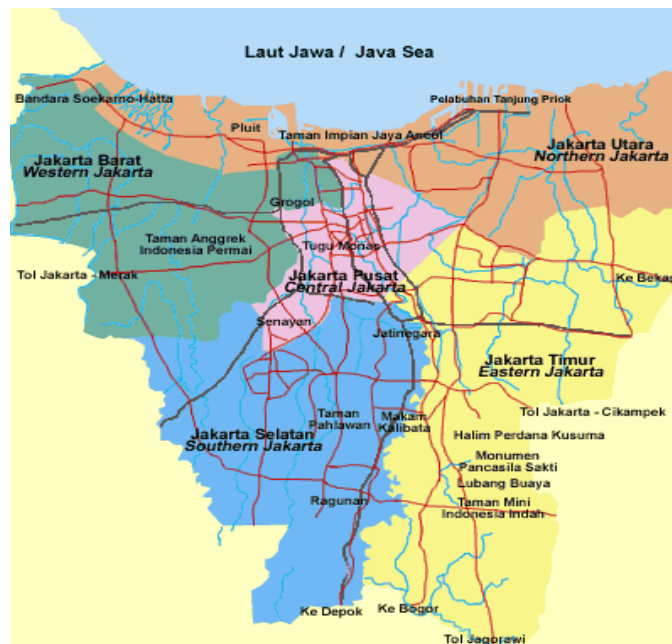 Laut Jawa / Java Sea
Bandara Soekarno-Hatta
Pelabuhan Tanjung Priok
Pluit
Taman Impian Jaya Ancol
Jakarta Utara
Northern Jakarta
Jakarta Barat
Western Jakarta
Grogol
Taman Anggrek
Indonesia Permai
Tugu Monas
Tol Jakarta - Merak
Jakarta Pusat
Central Jakarta
Ke Bekap
Senayan
Jatinegara
Jakarta Timur
Eastern Jakarta
Tol Jakarta - Cikampek
Taman
Pahlawan
Makam
Kalibata
Jakarta Selatan
Southern Jakarta
Halim Perdana Kusuma
Monumen
Pancasila Sakti
Lubang Buaya
Ragunan
Taman Mini
Indonesia Indah
Ke Depok
Ke Bogor
Tol Jagorawi